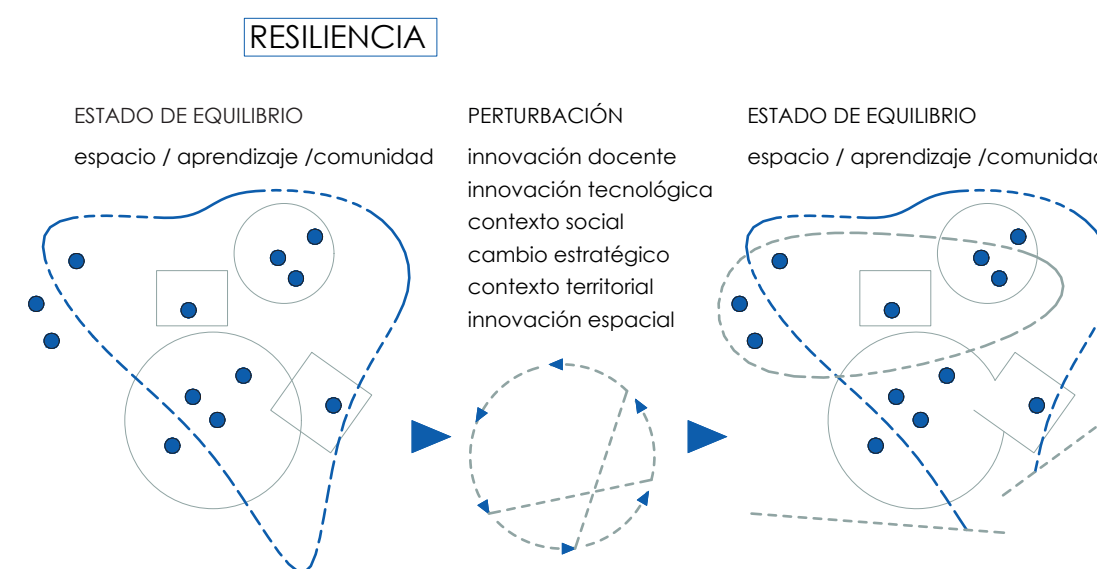 RESILIENCIA
ESTADO DE EQUILIBRIO
espacio / aprendizaje /comunidad
PERTURBACIÓN
innovación docente
innovación tecnológica
contexto social
cambio estratégico
contexto territorial
innovación espacial
ESTADO DE EQUILIBRIO
espacio / aprendizaje /comunidad